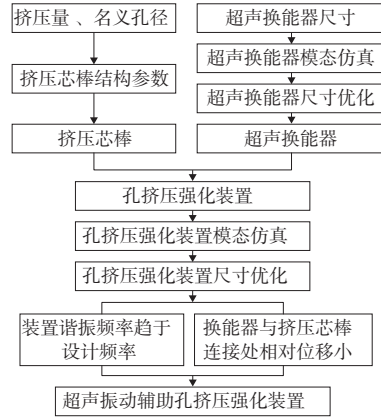 挤压量、名义孔径
挤压芯棒结构参数
挤压芯棒
超声换能器尺寸
超声换能器模态仿真
超声换能器尺寸优化
超声换能器
孔挤压强化装置
孔挤压强化装置模态仿真
孔挤压强化装置尺寸优化
装置谐振频率趋于
设计频率
换能器与挤压芯棒
连接处相对位移小
超声振动辅助孔挤压强化装置